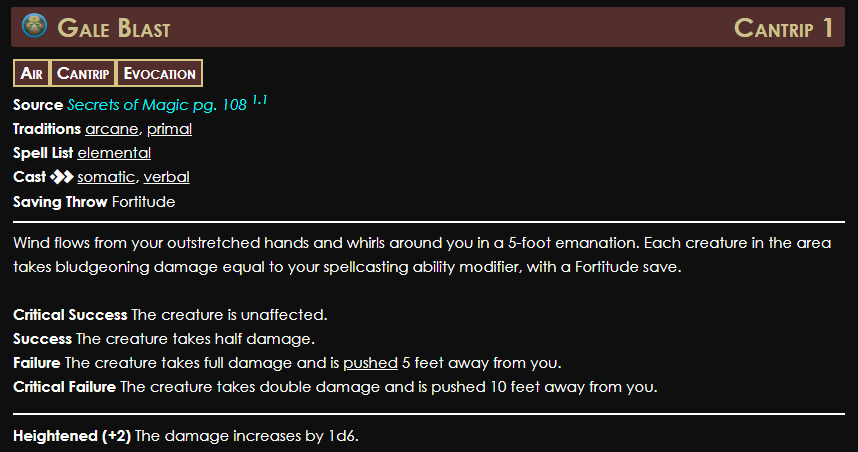 Gale Blast Cantrip 1
Air Cantrip Evocation
Source Secrets of Magic pg. 108 1.1
Traditions arcane, primal
Spell List elemental
Cast somatic, verbal
Saving Throw Fortitude
Wind flows from your outstretched hands and whirls around you in a 5-foot emanation. Each creature in the area
takes bludgeoning damage equal to your spellcasting ability modifier, with a Fortitude save.
Critical Success The creature is unaffected.
Success The creature takes half damage.
Failure The creature takes full damage and is pushed 5 feet away from you.
Critical Failure The creature takes double damage and is pushed 10 feet away from you.
Heightened (+2) The damage increases by 1d6.